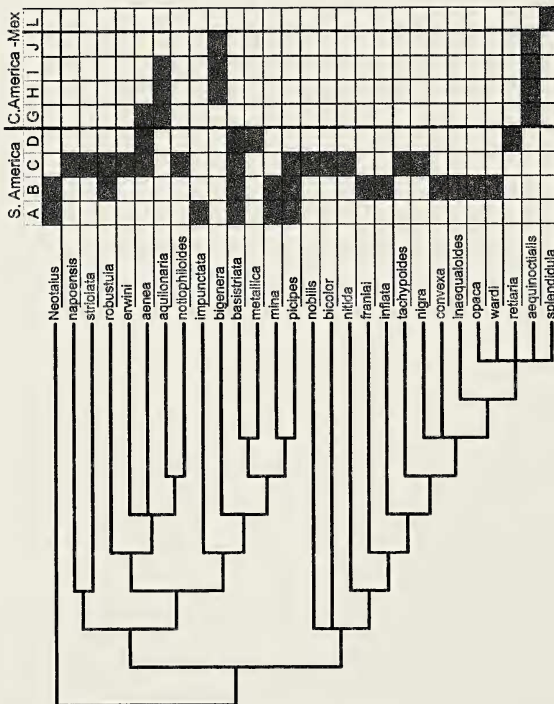 S. America C.America -Mex
A B C D G H I J L
Neotalus
napoensis
striolata
robustula
erwini
aenea
aquilonaria
notiophiloides
impunctata
bigenera
basistriata
metallica
mina
picipes
nobilis
bicolor
nitida
franiai
inflata
tachypoides
nigra
convexa
inaequaloides
opaca
wardi
retiaria
aequinoctialis
splendidula